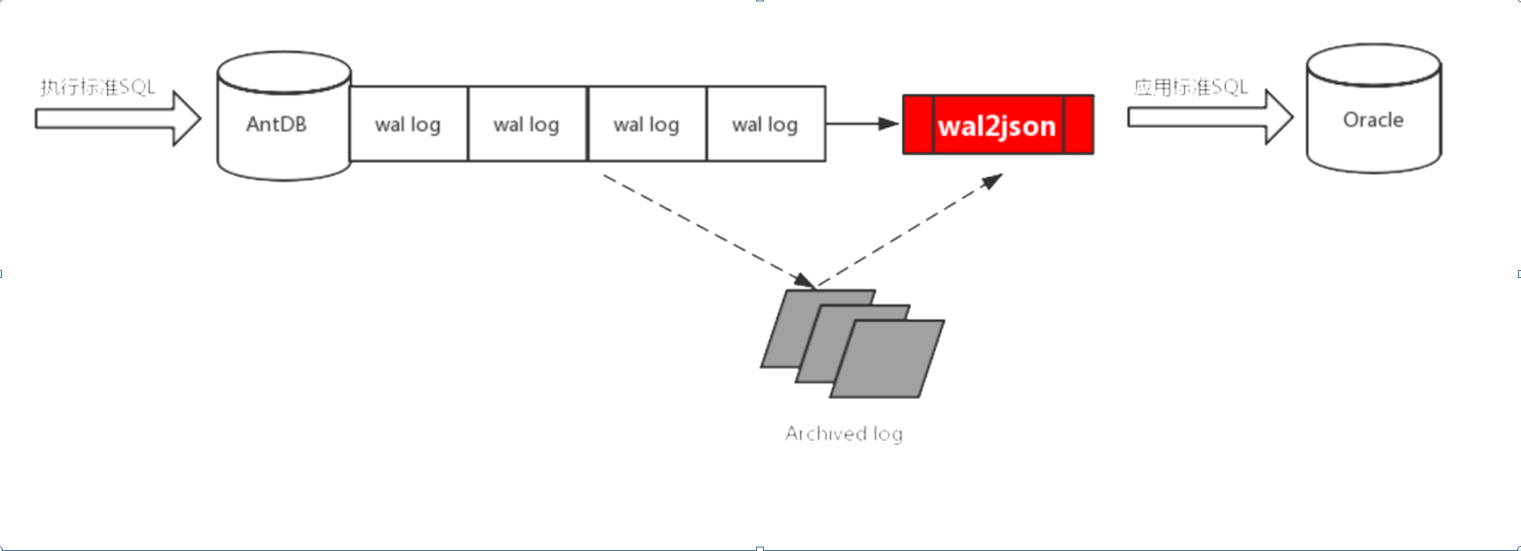 执行标准SQL
AntDB
wal log
wal log
wal log
wal log
wal2json
应用标准SQL
Oracle
Archived log